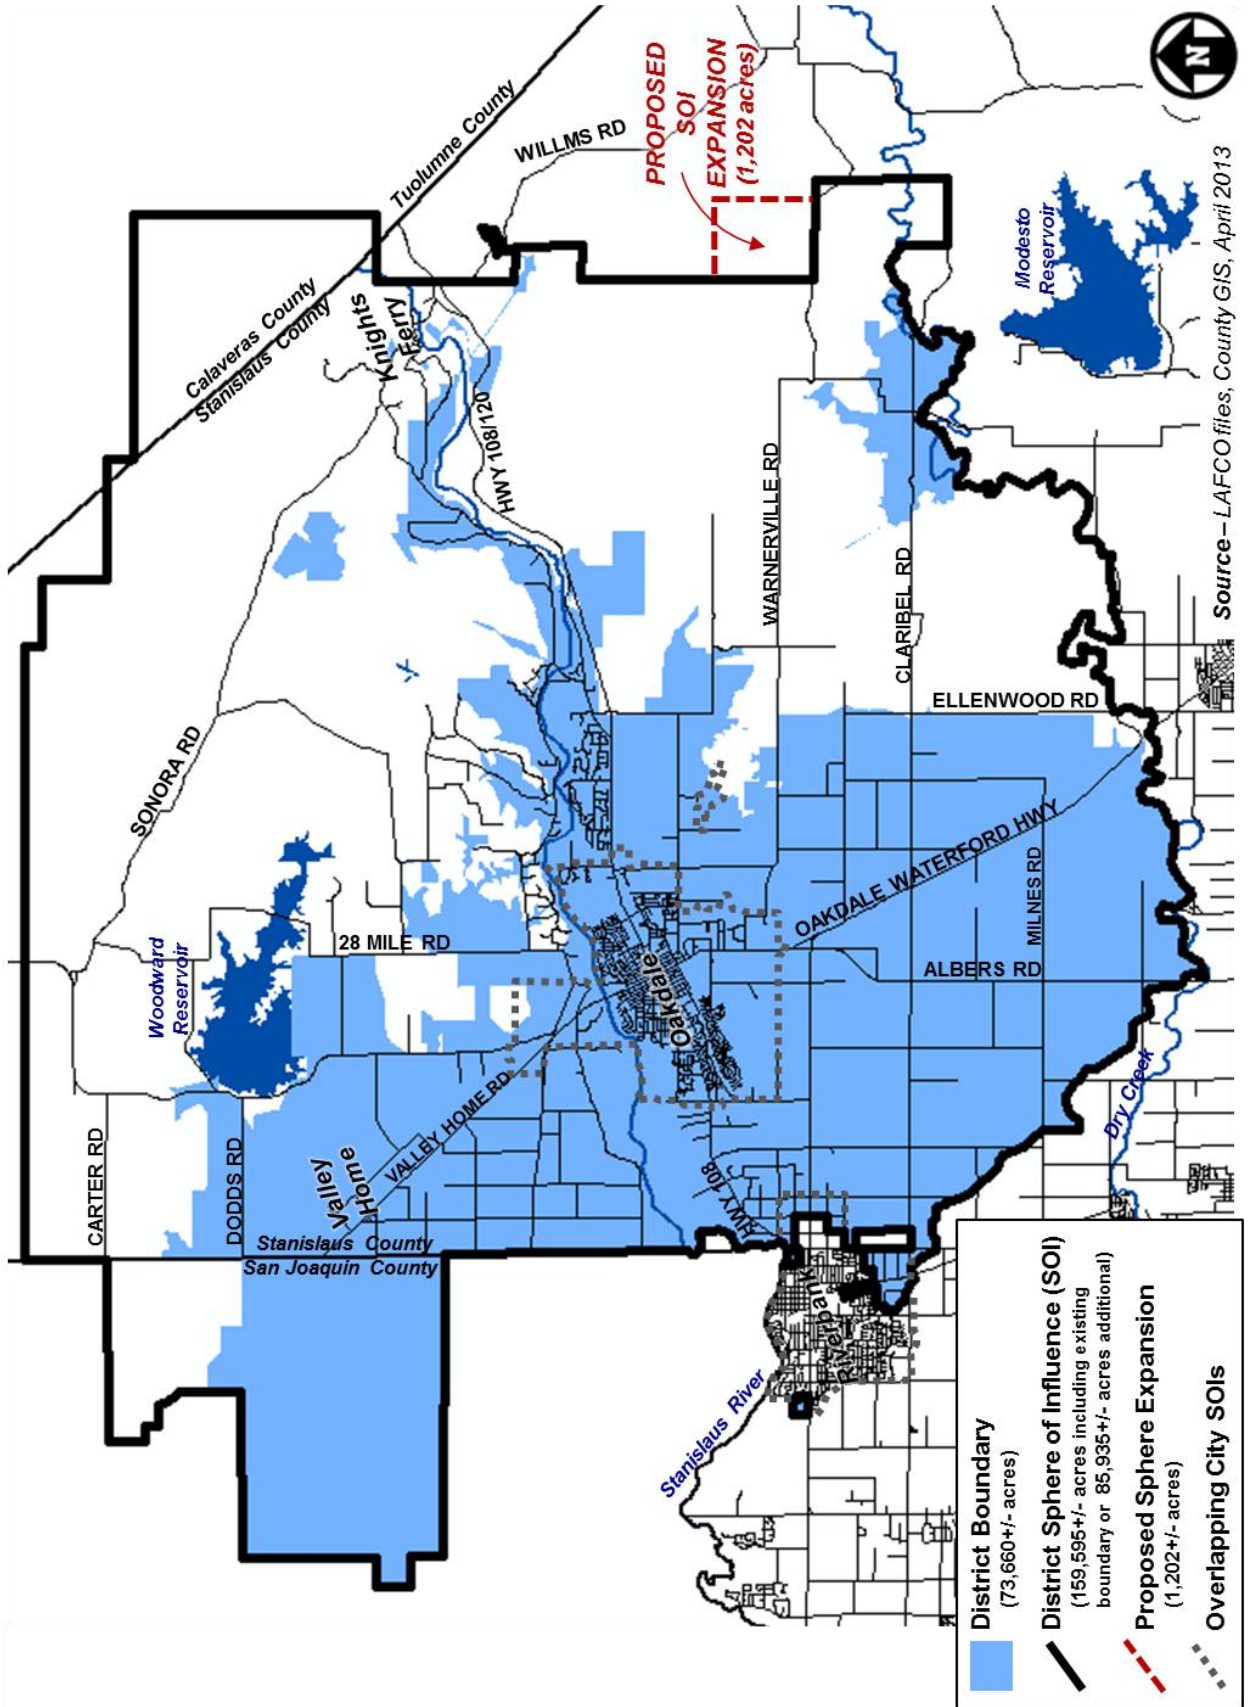 Calaveras County
Stanislaus County
Tuolumne County
WILLMS RD
PROPOSED
SOI
EXPANSION
(1,202 acres)
N
Knights
Ferry
HWY 108/120
SONORA RD
WARNERVILLE RD
CLARIBEL RD
ELLENWOOD RD
Modesto
Reservoir
Woodward
Reservoir
28 MILE RD
CARTER RD
DODDS RD
Valley
Home
VALLEY HOME RD
Stanislaus County
San Joaquin County
Oakdale
OAKDALE WATERFORD HWY
MILNES RD
ALBERS RD
HWY 108
Riverbank
Stanislaus River
Dry Creek
Source – LAFCO files, County GIS, April 2013
District Boundary
(73,660+/- acres)
District Sphere of Influence (SOI)
(159,595+/- acres including existing
boundary or 85,935+/- acres additional)
Proposed Sphere Expansion
(1,202+/- acres)
Overlapping City SOIs